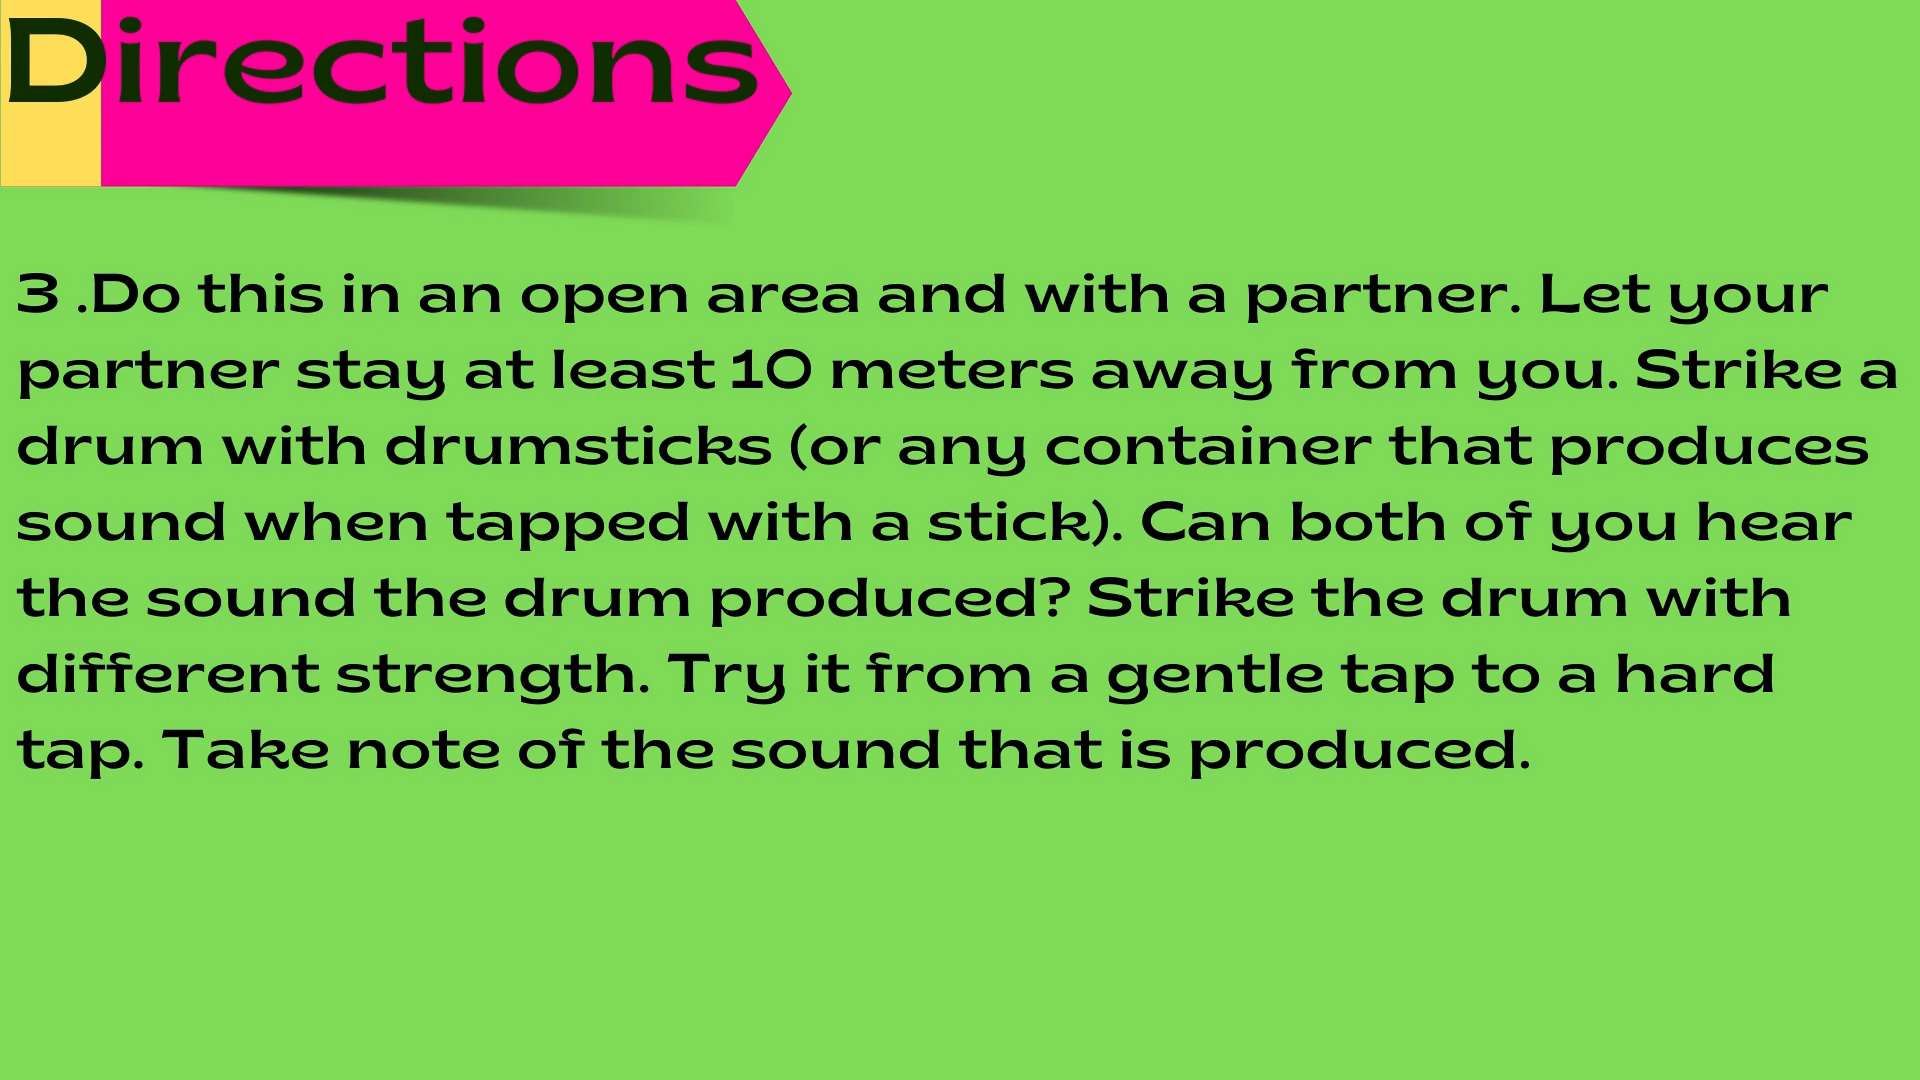 Directions
3 .Do this in an open area and with a partner. Let your
partner stay at least 10 meters away from you. Strike a
drum with drumsticks (or any container that produces
sound when tapped with a stick). Can both of you hear
the sound the drum produced? Strike the drum with
different strength. Try it from a gentle tap to a hard
tap. Take note of the sound that is produced.